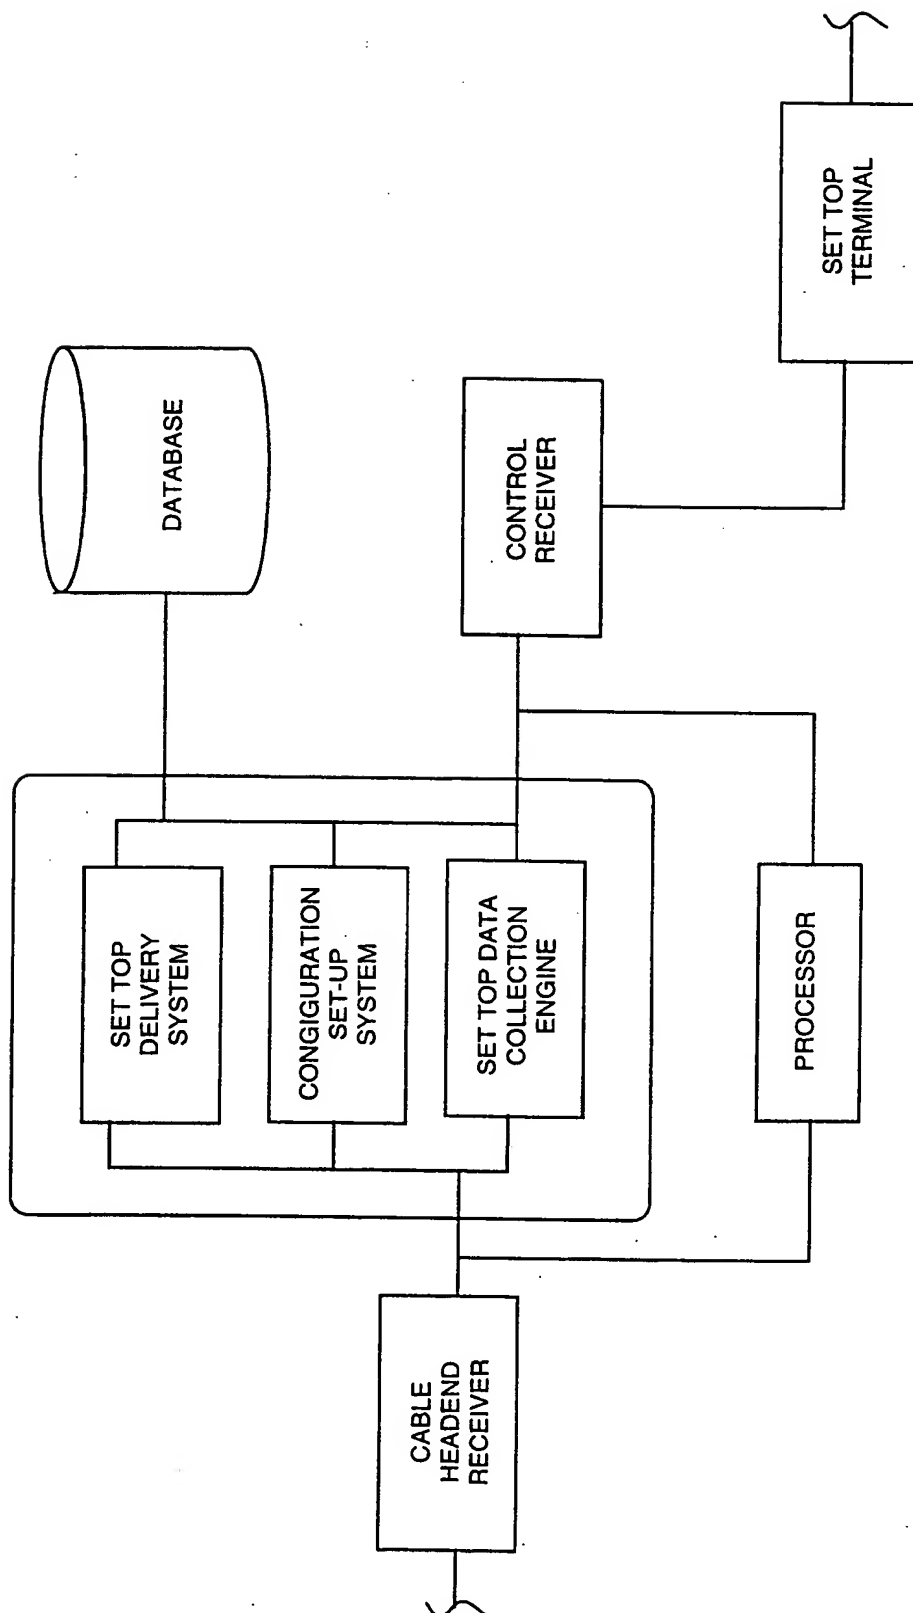 CABLE
HEADEND
RECEIVER
SET TOP
DELIVERY
SYSTEM
CONGIGURATION
SET-UP
SYSTEM
SET TOP DATA
COLLECTION
ENGINE
PROCESSOR
DATABASE
CONTROL
RECEIVER
SET TOP
TERMINAL